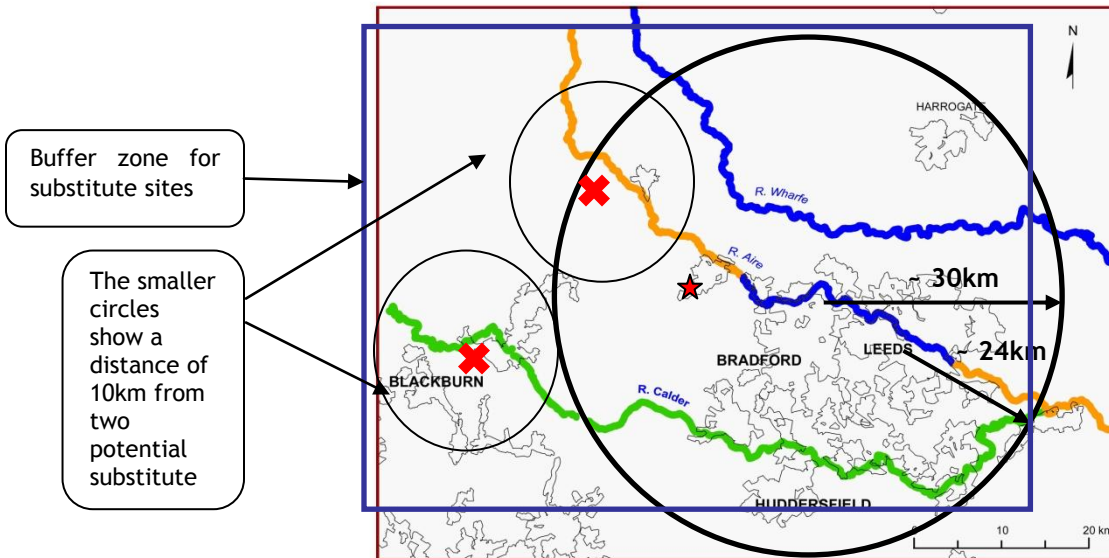 Buffer zone for
substitute sites
The smaller
circles
show a
distance of
10km from
two
potential
substitute
N
HARROGATE
R. Wharfe
R. Aire
~ 30km
BRADFORD
LEEDS
~ 24km
BLACKBURN
R. Calder
HUDDERSFIELD
0 10 20 km